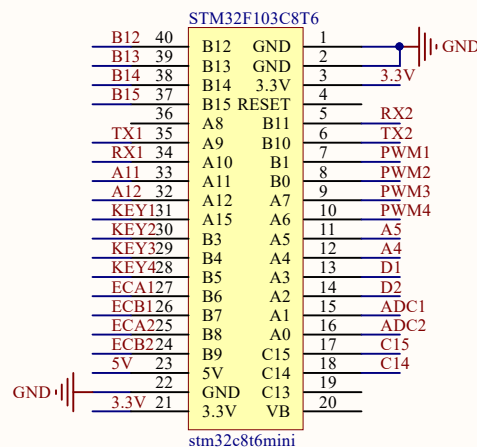 STM32F103C8T6
B12 40 B12 GND 1 GND
B13 39 B13 GND 2
B14 38 B14 3.3V 3 3.3V
B15 37 B15 RESET 4
36 A8 B11 5 RX2
TX1 35 A9 B10 6 TX2
RX1 34 A10 B1 7 PWM1
A11 33 A11 B0 8 PWM2
A12 32 A12 A7 9 PWM3
KEY1 31 A15 A6 10 PWM4
KEY2 30 B3 A5 11 A5
KEY3 29 B4 A4 12 A4
KEY4 28 B5 A3 13 D1
ECA1 27 B6 A2 14 D2
ECB1 26 B7 A1 15 ADC1
ECA2 25 B8 A0 16 ADC2
ECB2 24 B9 C15 17 C15
5V 23 5V C14 18 C14
GND 22 GND C13 19
3.3V 21 3.3V VB 20
stm32c8t6mini